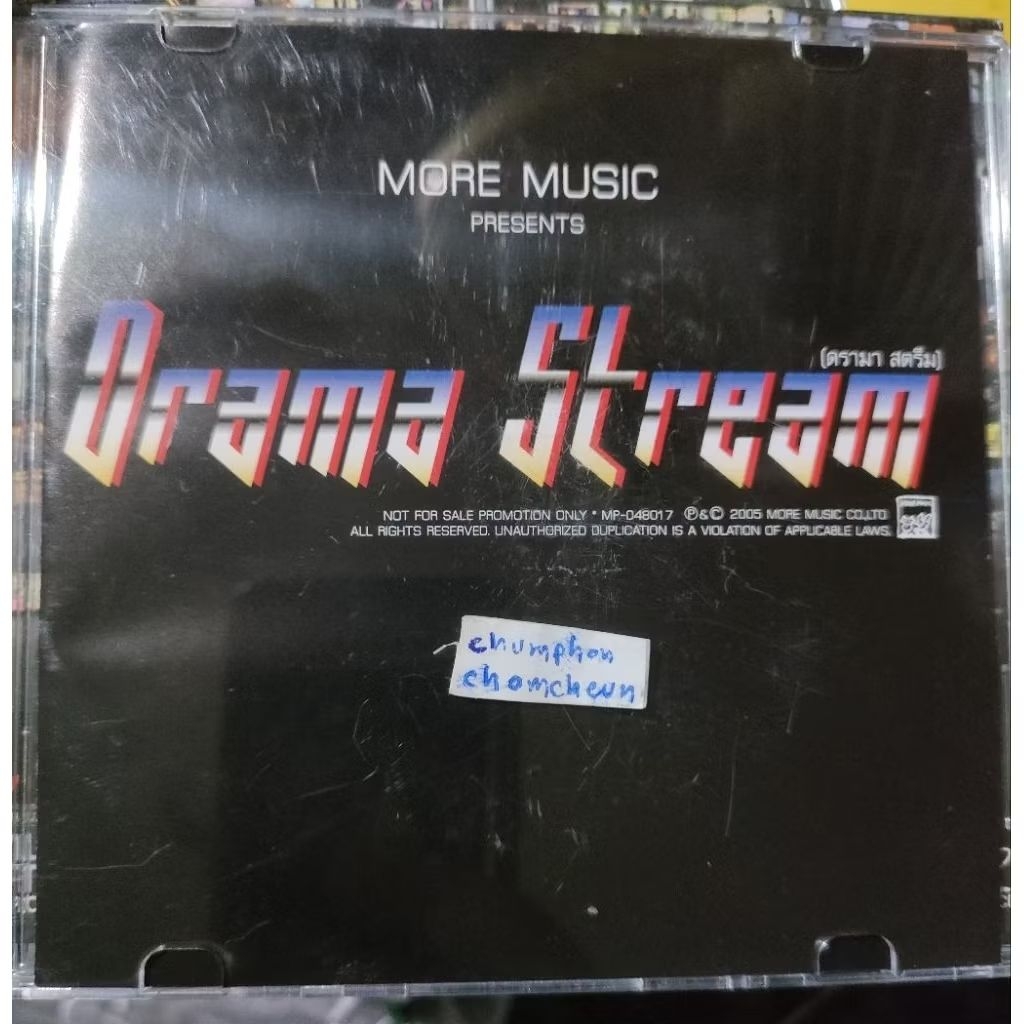 MORE MUSIC
PRESENTS
Drama Stream
(ดรามา สตรีม)
NOT FOR SALE PROMOTION ONLY * MP-048017 ℗&© 2005 MORE MUSIC CO.,LTD.
ALL RIGHTS RESERVED. UNAUTHORIZED DUPLICATION IS A VIOLATION OF APPLICABLE LAWS.
chumphon
chomcheun